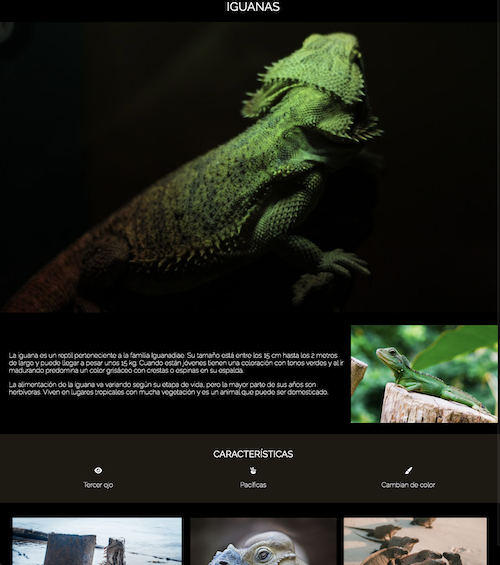 IGUANAS
La iguana es un reptil perteneciente a la familia Iguanadiae. Su tamaño está entre los 15 cm hasta los 2 metros
de largo y puede llegar a pesar unos 15 kg. Cuando están jóvenes tienen una coloración con tonos verdes y al ir
madurando predomina un color grisáceo con crestas o espinas en su espalda.
La alimentación de la iguana va variando según su etapa de vida, pero la mayor parte de sus años son
herbívoras. Viven en lugares tropicales con mucha vegetación y es un animal que puede ser domesticado.
CARACTERÍSTICAS
Tercer ojo
Pacíficas
Cambian de color